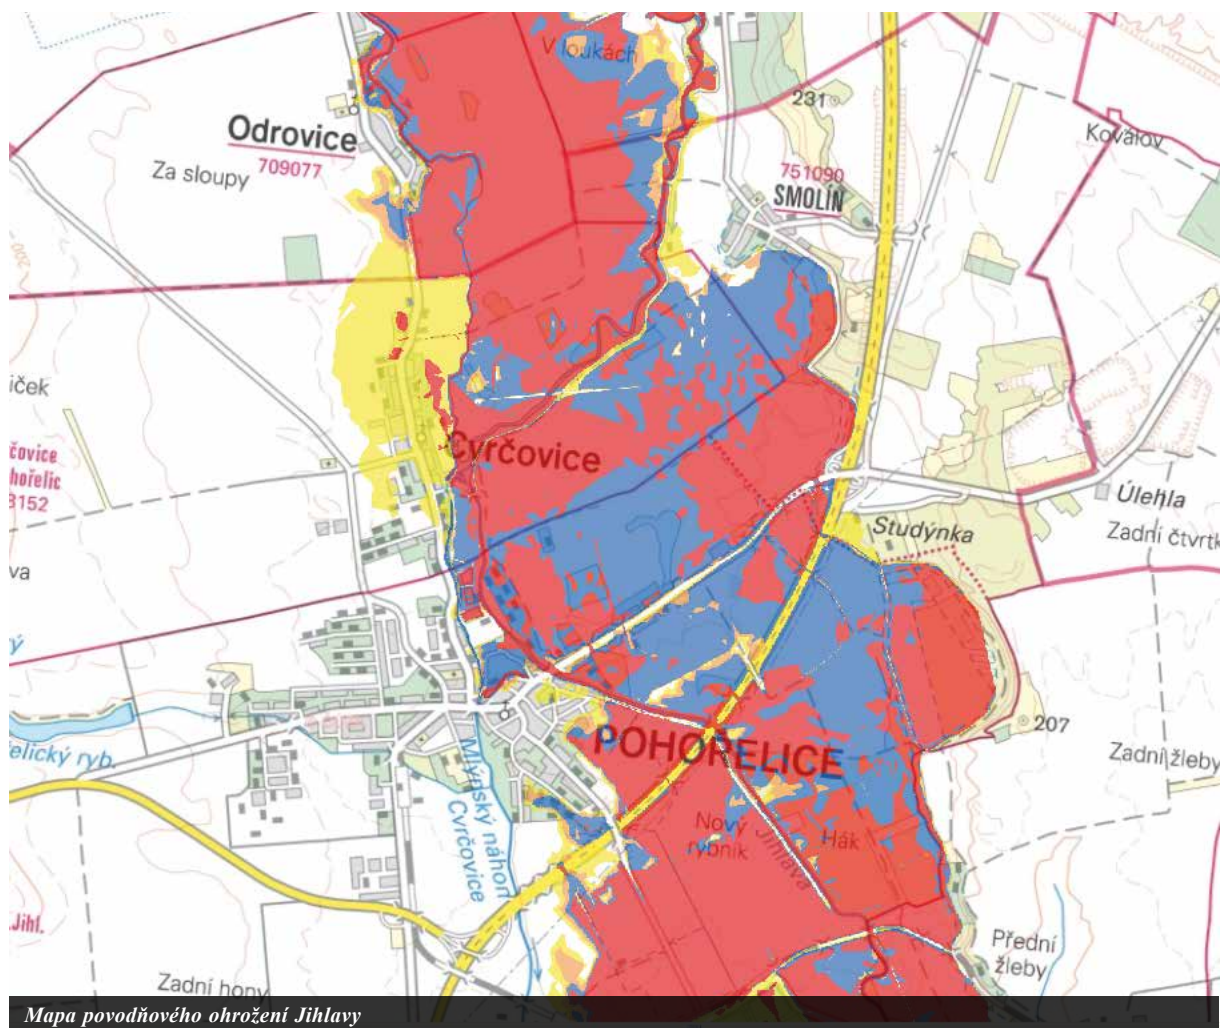 V loukách
231
Odrovice
709077
Koválov
Za sloupy
751090
SMOLÍN
íček
Cvrčovice
čovice
hořelic
3152
Úlehla
Studýnka
Zadní čtvrtk
va
ý
207
POHOŘELICE
elický ryb.
Zadní žleby
Mlýnský náhon
Cvrčovice
Nový
rybník
Jihlava
Hák
.Jihl.
Přední
žleby
Zadní hony
Mapa povodňového ohrožení Jihlavy